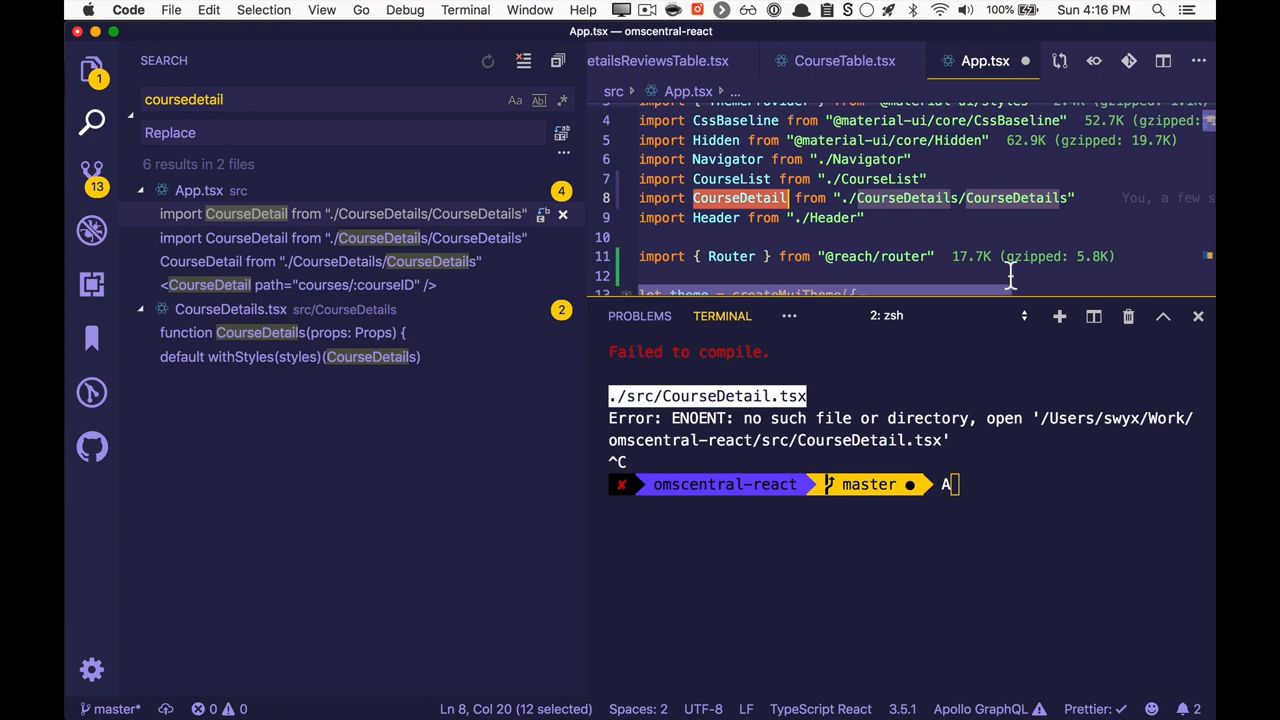 Code File Edit Selection View Go Debug Terminal Window Help 100% Sun 4:16 PM
App.tsx — omscentral-react
SEARCH
etailsReviewsTable.tsx CourseTable.tsx App.tsx
1
coursedetail Aa Abl .*
src App.tsx ...
Replace
4 import CssBaseline from "@material-ui/core/CssBaseline" 52.7K (gzipped:
5 import Hidden from "@material-ui/core/Hidden" 62.9K (gzipped: 19.7K)
6 import Navigator from "./Navigator"
7 import CourseList from "./CourseList"
8 import CourseDetail from "./CourseDetails/CourseDetails" You, a few s
9 import Header from "./Header"
10
11 import { Router } from "@reach/router" 17.7K (gzipped: 5.8K)
12
13 let theme = createMuiTheme({
6 results in 2 files
13
App.tsx src 4
import CourseDetail from "./CourseDetails/CourseDetails"
import CourseDetail from "./CourseDetails/CourseDetails"
CourseDetail from "./CourseDetails/CourseDetails"
<CourseDetail path="courses/:courseID" />
CourseDetails.tsx src/CourseDetails 2
function CourseDetails(props: Props) {
default withStyles(styles)(CourseDetails)
PROBLEMS TERMINAL ... 2: zsh
Failed to compile.
./src/CourseDetail.tsx
Error: ENOENT: no such file or directory, open '/Users/swyx/Work/
omscentral-react/src/CourseDetail.tsx'
^C
✘ omscentral-react master ● A
master* 0 0 Ln 8, Col 20 (12 selected) Spaces: 2 UTF-8 LF TypeScript React 3.5.1 Apollo GraphQL Prettier: ✓ 2